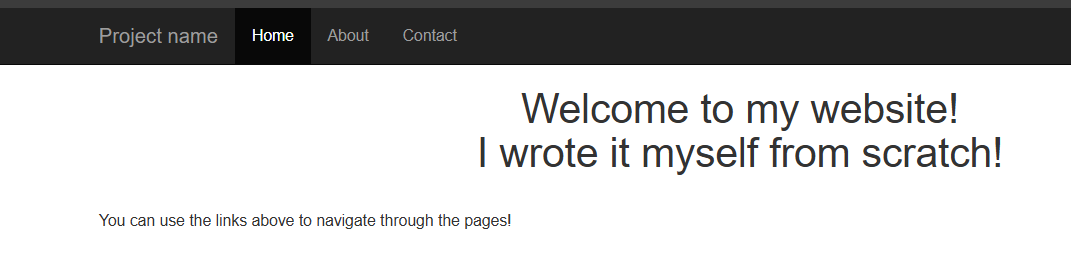 Project name Home About Contact
Welcome to my website!
I wrote it myself from scratch!
You can use the links above to navigate through the pages!